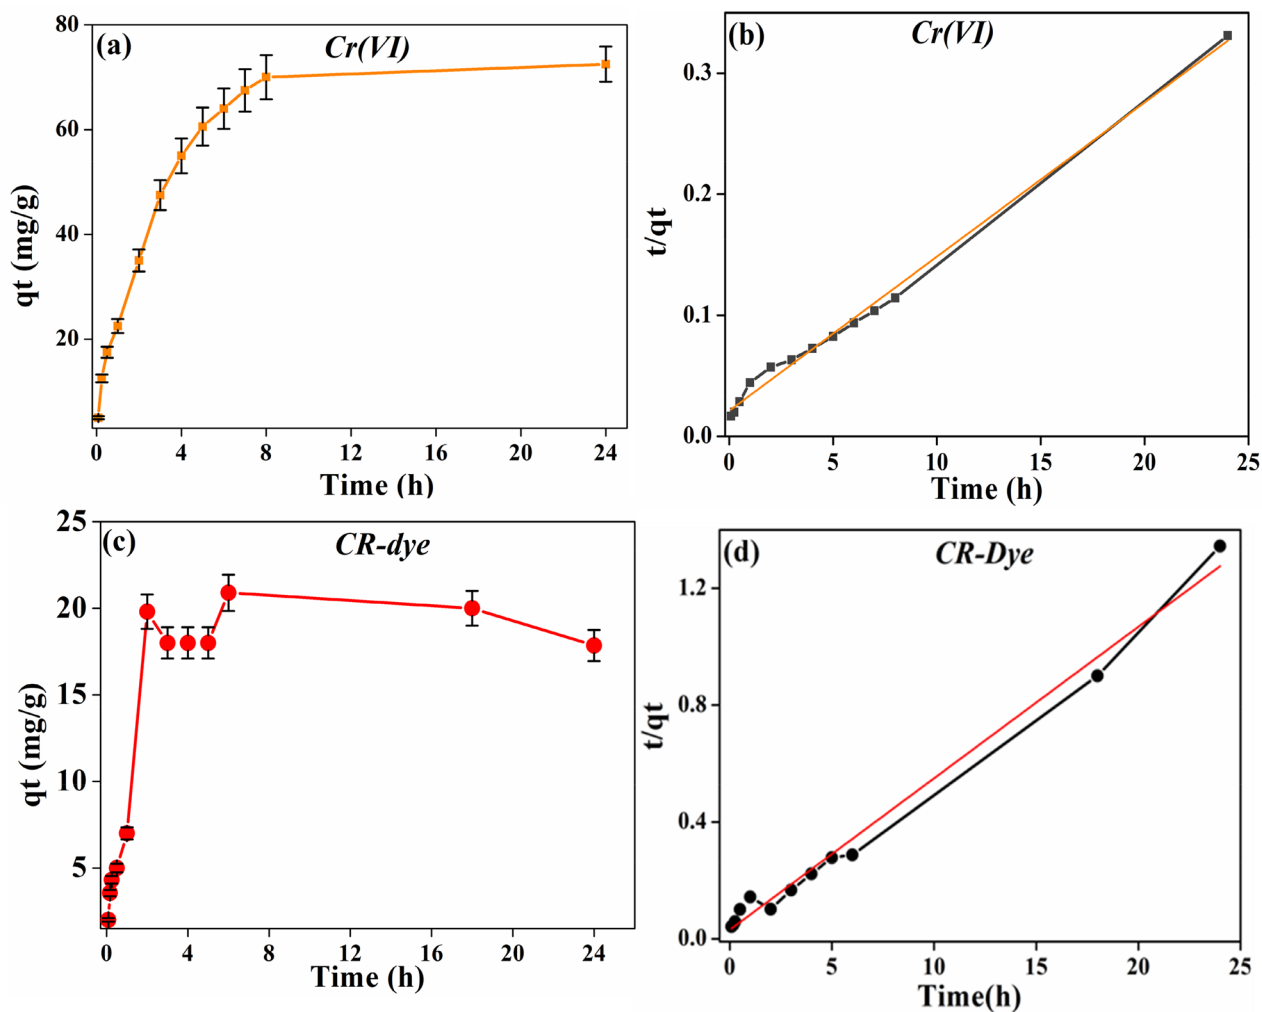 (a)
Cr(VI)
80
60
40
20
qt (mg/g)
0 4 8 12 16 20 24
Time (h)
(b)
Cr(VI)
0.3
0.2
0.1
0.0
t/qt
0 5 10 15 20 25
Time (h)
(c)
CR-dye
25
20
15
10
5
qt (mg/g)
0 4 8 12 16 20 24
Time (h)
(d)
CR-Dye
1.2
0.8
0.4
0.0
t/qt
0 5 10 15 20 25
Time(h)